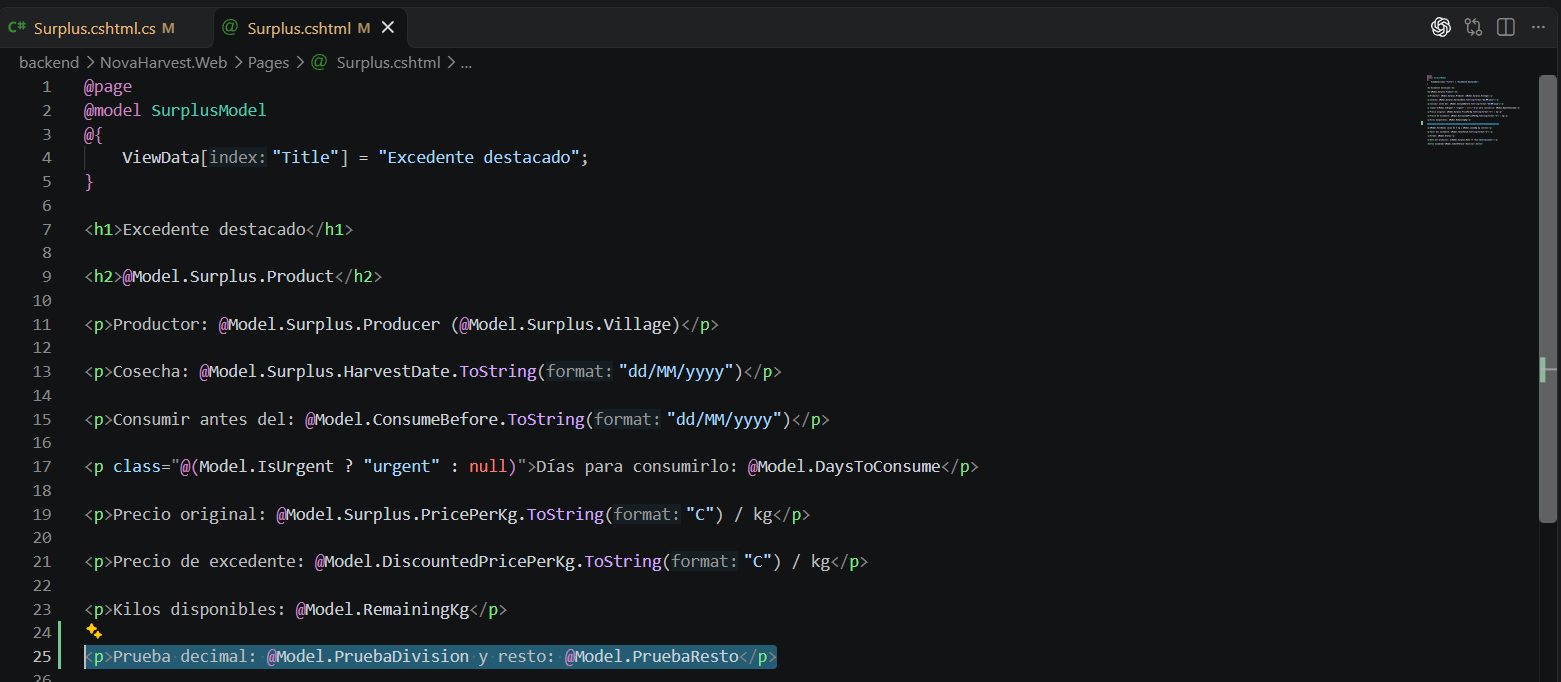 C# Surplus.cshtml.cs M @ Surplus.cshtml M
backend > NovaHarvest.Web > Pages > @ Surplus.cshtml > ...
1 @page
2 @model SurplusModel
3 @{
4 ViewData[index: "Title"] = "Excedente destacado";
5 }
6
7 <h1>Excedente destacado</h1>
8
9 <h2>@Model.Surplus.Product</h2>
10
11 <p>Productor: @Model.Surplus.Producer (@Model.Surplus.Village)</p>
12
13 <p>Cosecha: @Model.Surplus.HarvestDate.ToString(format: "dd/MM/yyyy")</p>
14
15 <p>Consumir antes del: @Model.ConsumeBefore.ToString(format: "dd/MM/yyyy")</p>
16
17 <p class="@(Model.IsUrgent ? "urgent" : null)">Días para consumirlo: @Model.DaysToConsume</p>
18
19 <p>Precio original: @Model.Surplus.PricePerKg.ToString(format: "C") / kg</p>
20
21 <p>Precio de excedente: @Model.DiscountedPricePerKg.ToString(format: "C") / kg</p>
22
23 <p>Kilos disponibles: @Model.RemainingKg</p>
24
25 <p>Prueba decimal: @Model.PruebaDivision y resto: @Model.PruebaResto</p>
26